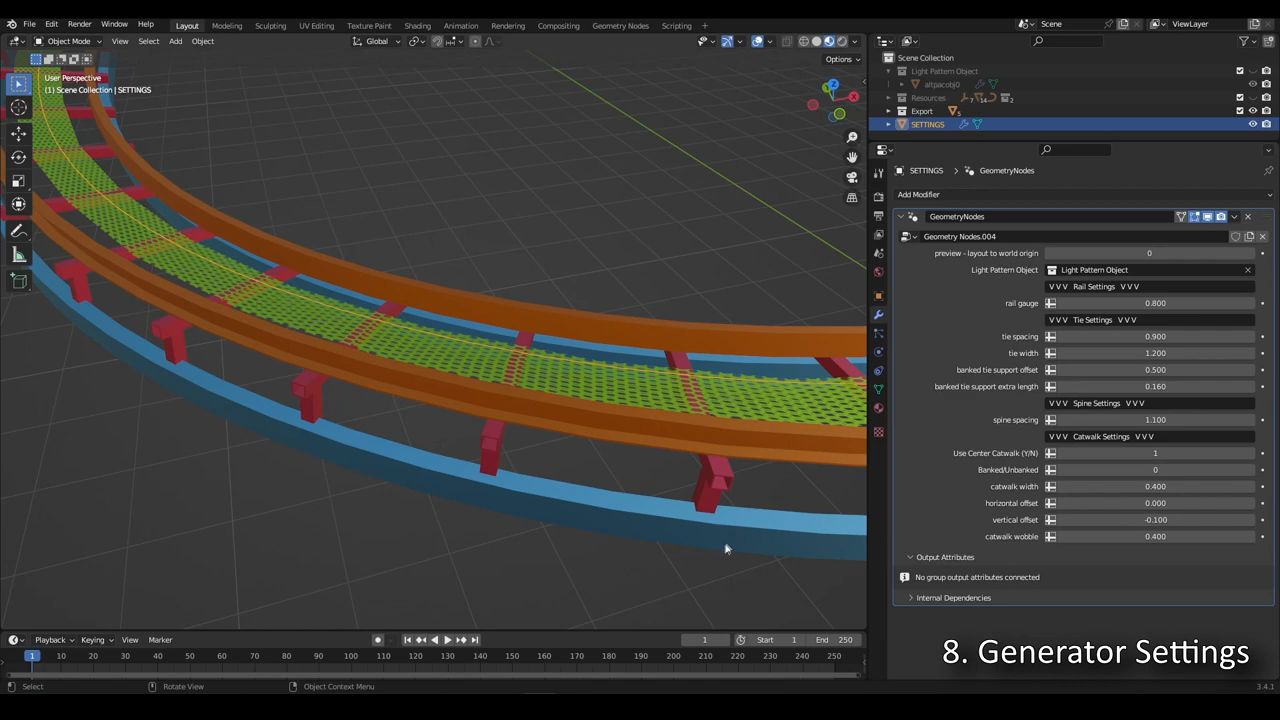 File Edit Render Window Help Layout Modeling Sculpting UV Editing Texture Paint Shading Animation Rendering Compositing Geometry Nodes Scripting + Scene ViewLayer
Object Mode View Select Add Object Global
Options
User Perspective
(1) Scene Collection | SETTINGS
Z
X
Scene Collection
Light Pattern Object
altpacobj0
Resources 7 14 2
Export 5
SETTINGS
SETTINGS > GeometryNodes
Add Modifier
GeometryNodes
Geometry Nodes.004
preview - layout to world origin 0
Light Pattern Object Light Pattern Object
V V V Rail Settings V V V
rail gauge 0.800
V V V Tie Settings V V V
tie spacing 0.900
tie width 1.200
banked tie support offset 0.500
banked tie support extra length 0.160
V V V Spine Settings V V V
spine spacing 1.100
V V V Catwalk Settings V V V
Use Center Catwalk (Y/N) 1
Banked/Unbanked 0
catwalk width 0.400
horizontal offset 0.000
vertical offset -0.100
catwalk wobble 0.400
Output Attributes
No group output attributes connected
Internal Dependencies
8. Generator Settings
Playback Keying View Marker 1 Start 1 End 250
1 10 20 30 40 50 60 70 80 90 100 110 120 130 140 150 160 170 180 190 200 210 220 230 240 250
Select Rotate View Object Context Menu 3.4.1